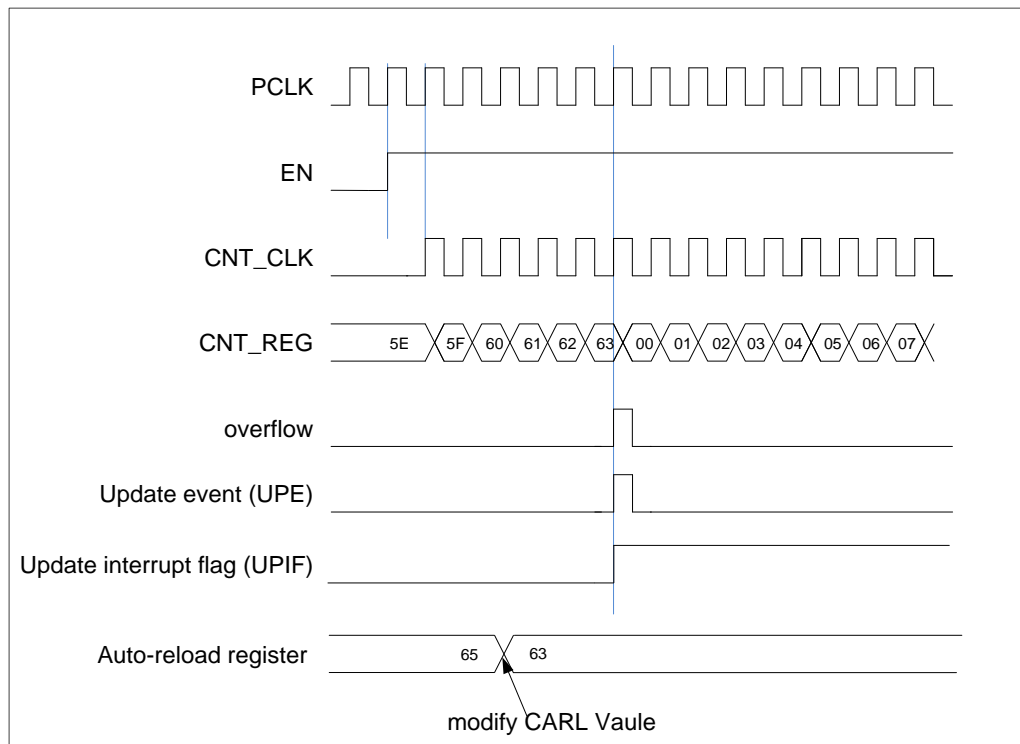 PCLK
EN
CNT_CLK
CNT_REG 5E 5F 60 61 62 63 00 01 02 03 04 05 06 07
overflow
Update event (UPE)
Update interrupt flag (UPIF)
Auto-reload register 65 63
modify CARL Vaule